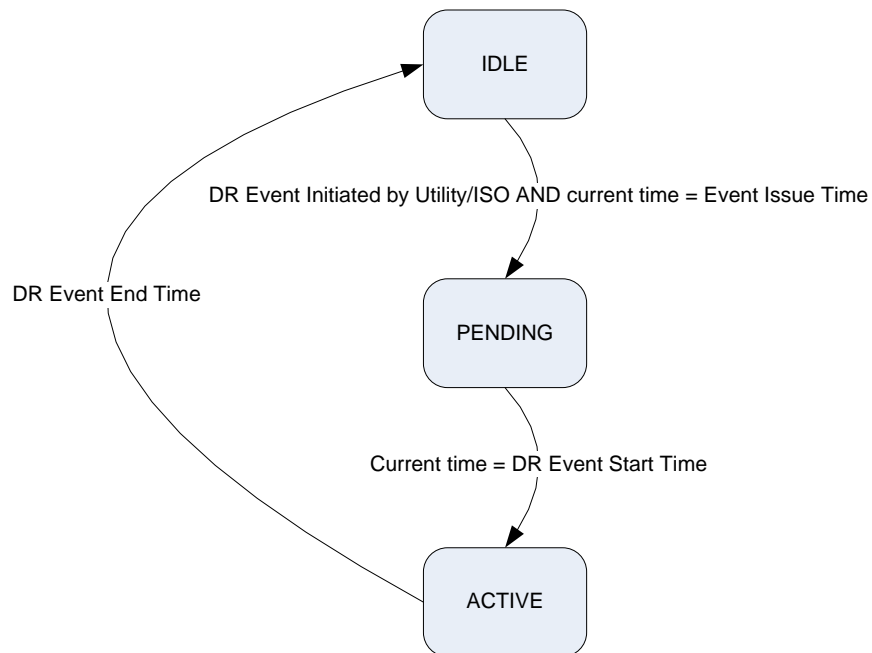 IDLE
DR Event Initiated by Utility/ISO AND current time = Event Issue Time
DR Event End Time
PENDING
Current time = DR Event Start Time
ACTIVE